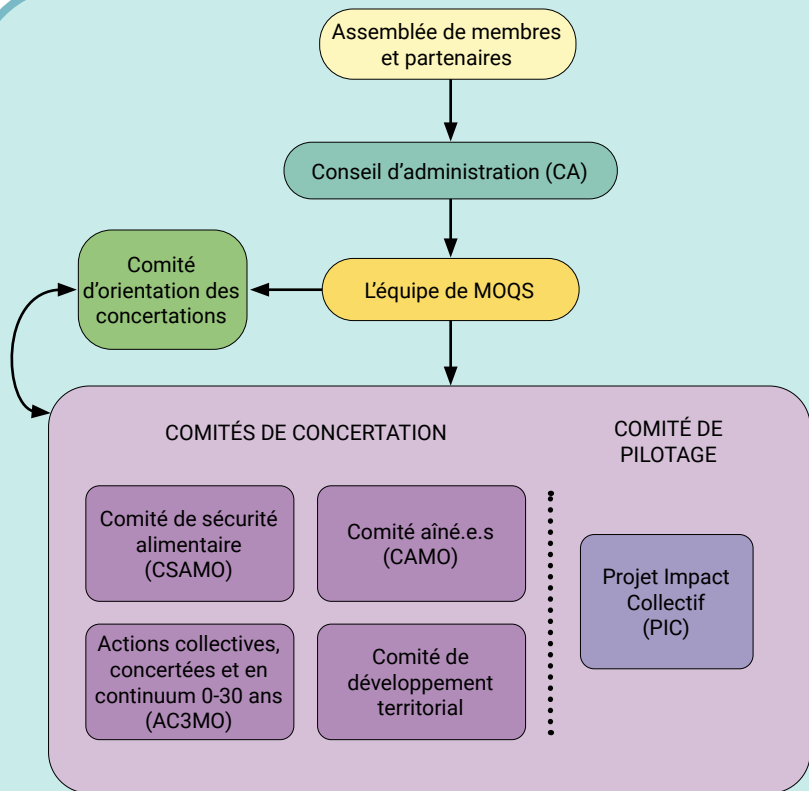 Assemblée de membres
et partenaires
Conseil d'administration (CA)
Comité
d'orientation des
concertations
L'équipe de MOQS
COMITÉS DE CONCERTATION
COMITÉ DE
PILOTAGE
Comité de sécurité
alimentaire
(CSAMO)
Comité aîné.e.s
(CAMO)
Projet Impact
Collectif
(PIC)
Actions collectives,
concertées et en
continuum 0-30 ans
(AC3MO)
Comité de
développement
territorial